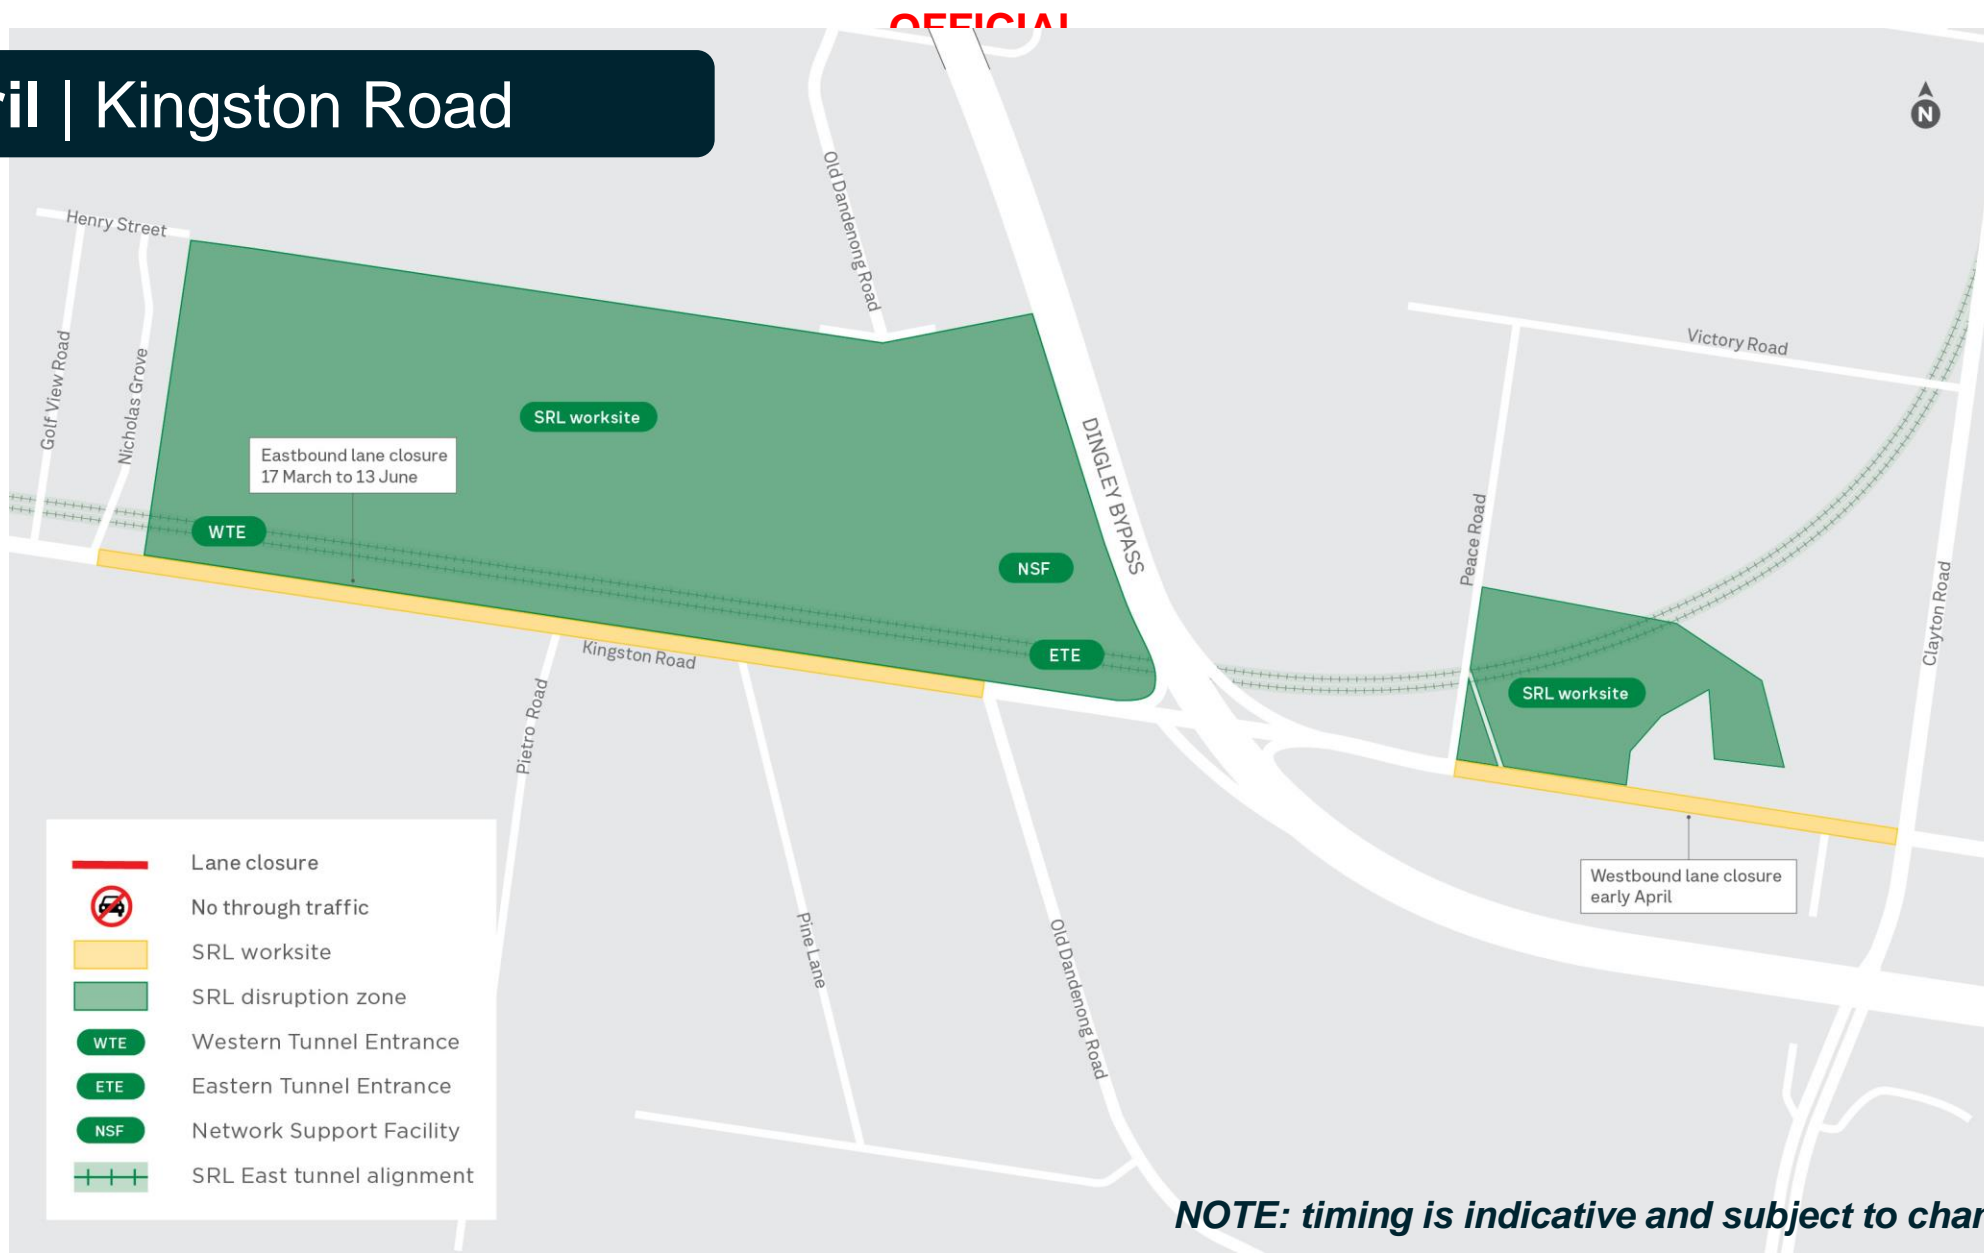 OFFICIAL
ril | Kingston Road
N
Henry Street
Old Dandenong Road
Golf View Road
Nicholas Grove
Victory Road
SRL worksite
Eastbound lane closure
17 March to 13 June
DINGLEY BYPASS
WTE
NSF
Peace Road
Clayton Road
ETE
Kingston Road
SRL worksite
Pietro Road
Westbound lane closure
early April
Pine Lane
Old Dandenong Road
Lane closure
No through traffic
SRL worksite
SRL disruption zone
WTE Western Tunnel Entrance
ETE Eastern Tunnel Entrance
NSF Network Support Facility
SRL East tunnel alignment
NOTE: timing is indicative and subject to